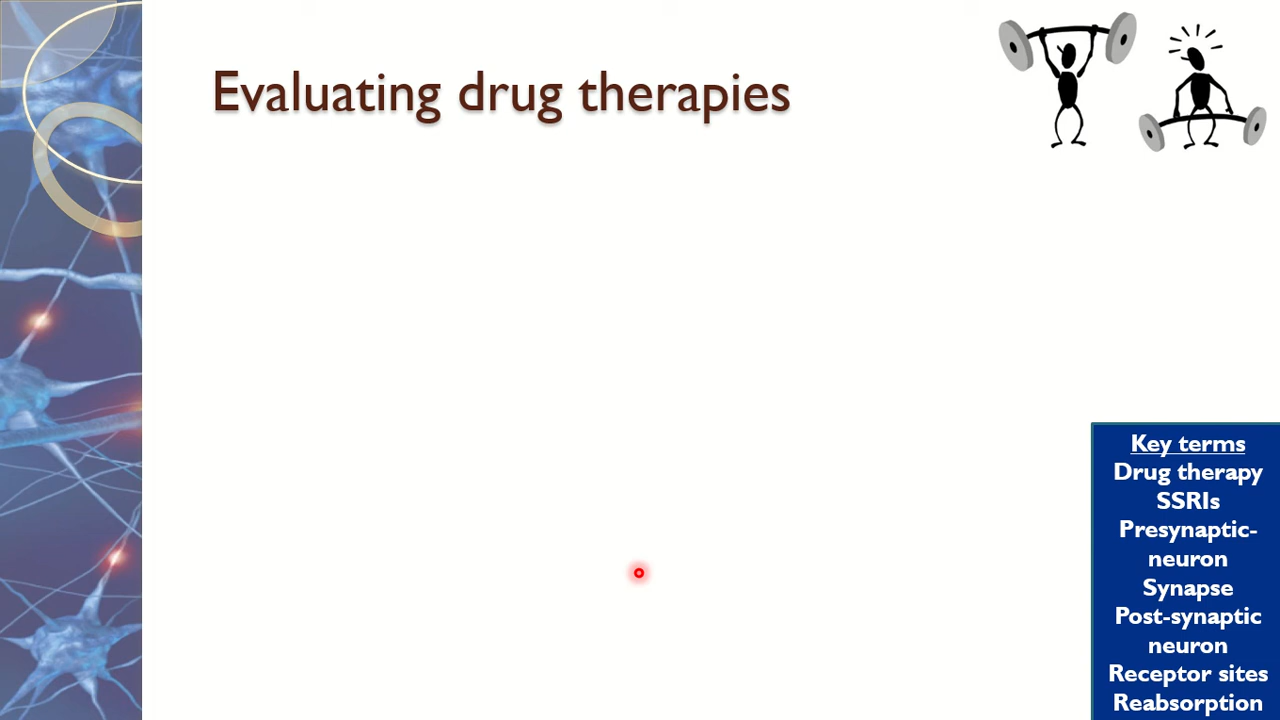 Evaluating drug therapies
Key terms
Drug therapy
SSRIs
Presynaptic-
neuron
Synapse
Post-synaptic
neuron
Receptor sites
Reabsorption